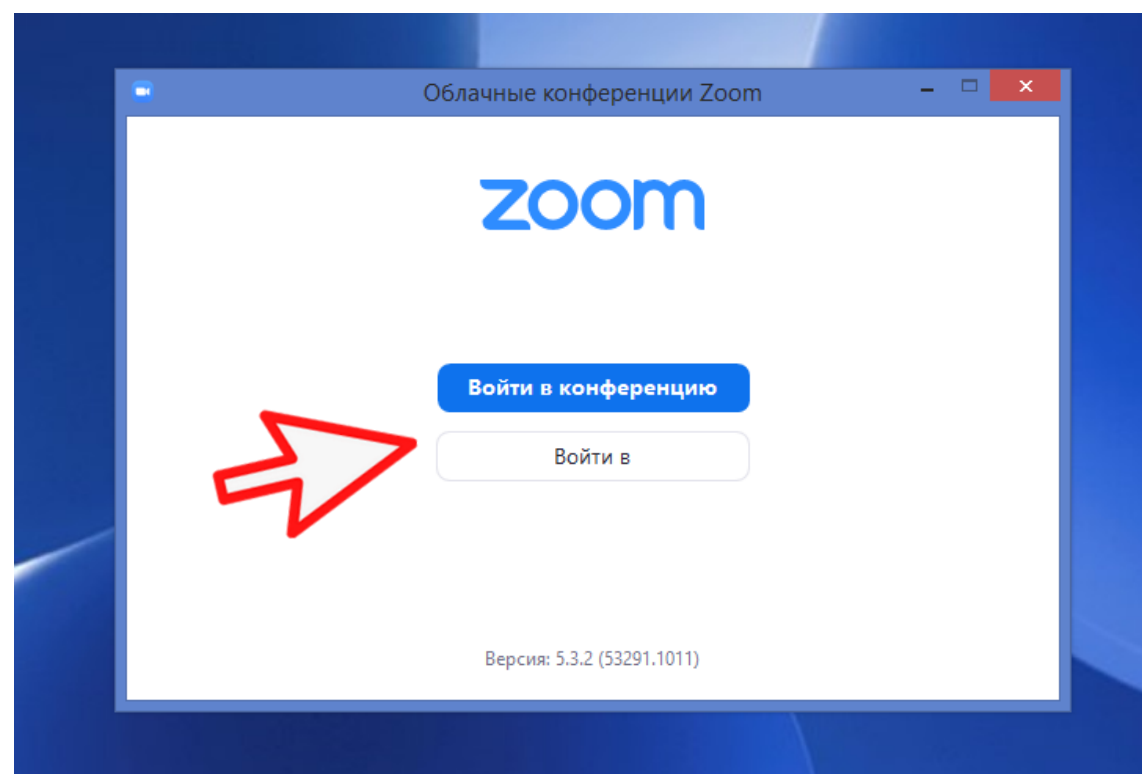 Облачные конференции Zoom
zoom
Войти в конференцию
Войти в
Версия: 5.3.2 (53291.1011)